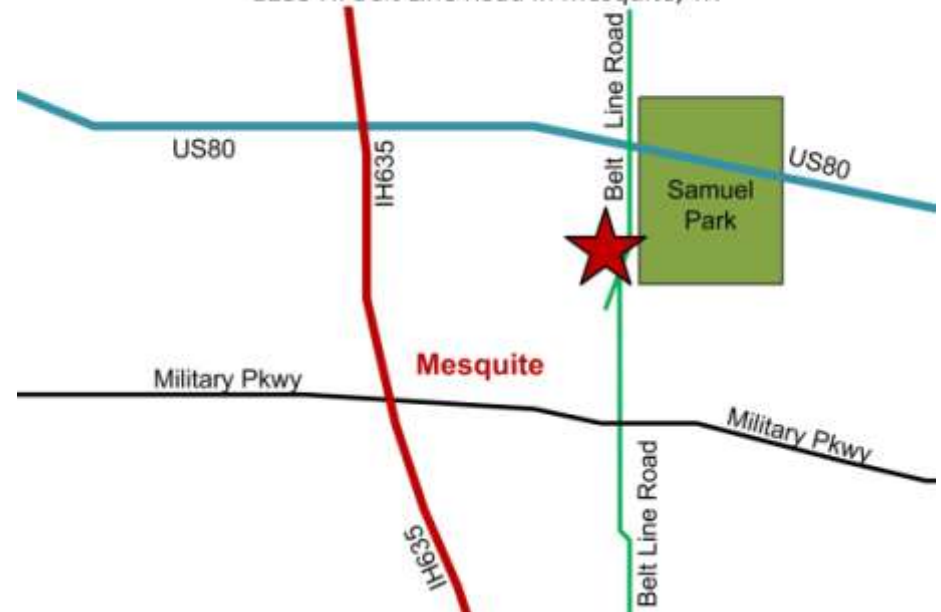 Belt Line Road
US80
IH635
US80
Samuel
Park
Mesquite
Military Pkwy
Military Pkwy
Belt Line Road
IH635